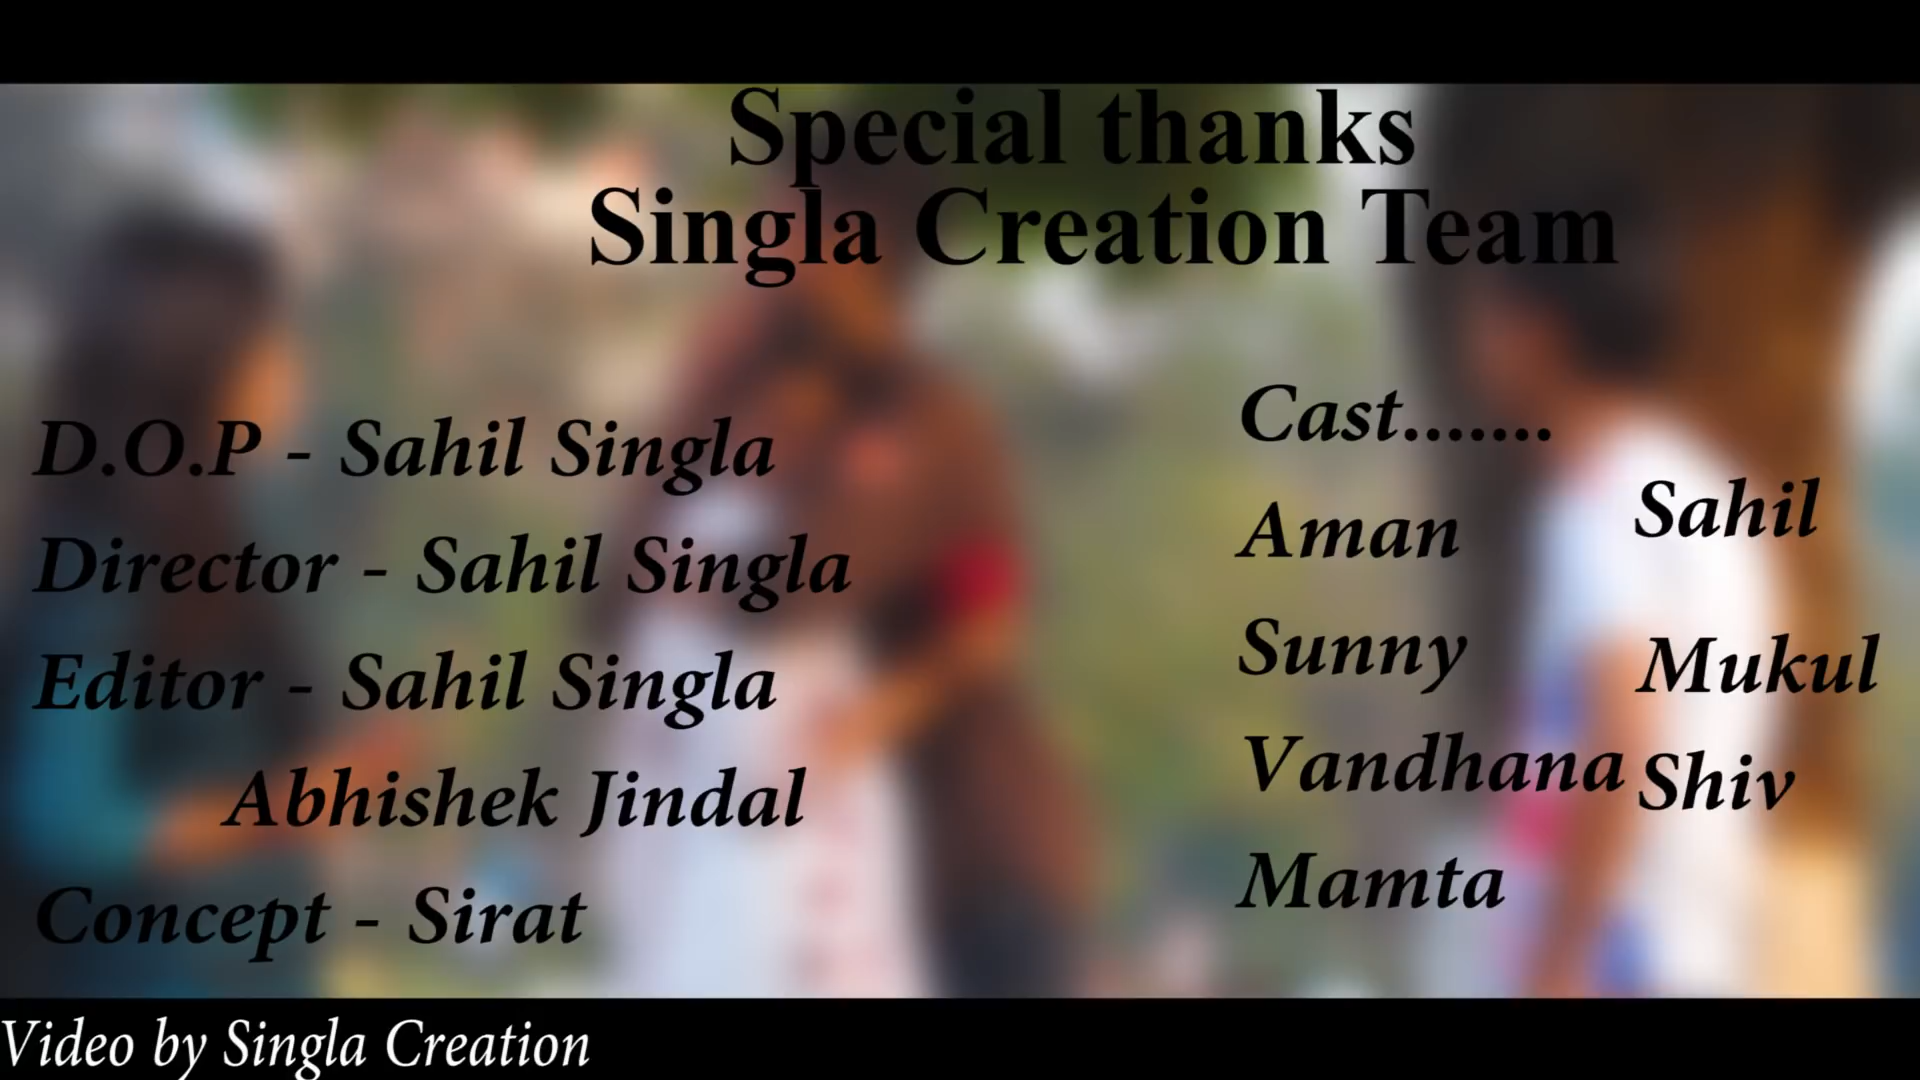 Special thanks
Singla Creation Team
D.O.P - Sahil Singla
Director - Sahil Singla
Editor - Sahil Singla
Abhishek Jindal
Concept - Sirat
Cast.......
Aman
Sunny
Vandhana
Mamta
Sahil
Mukul
Shiv
Video by Singla Creation